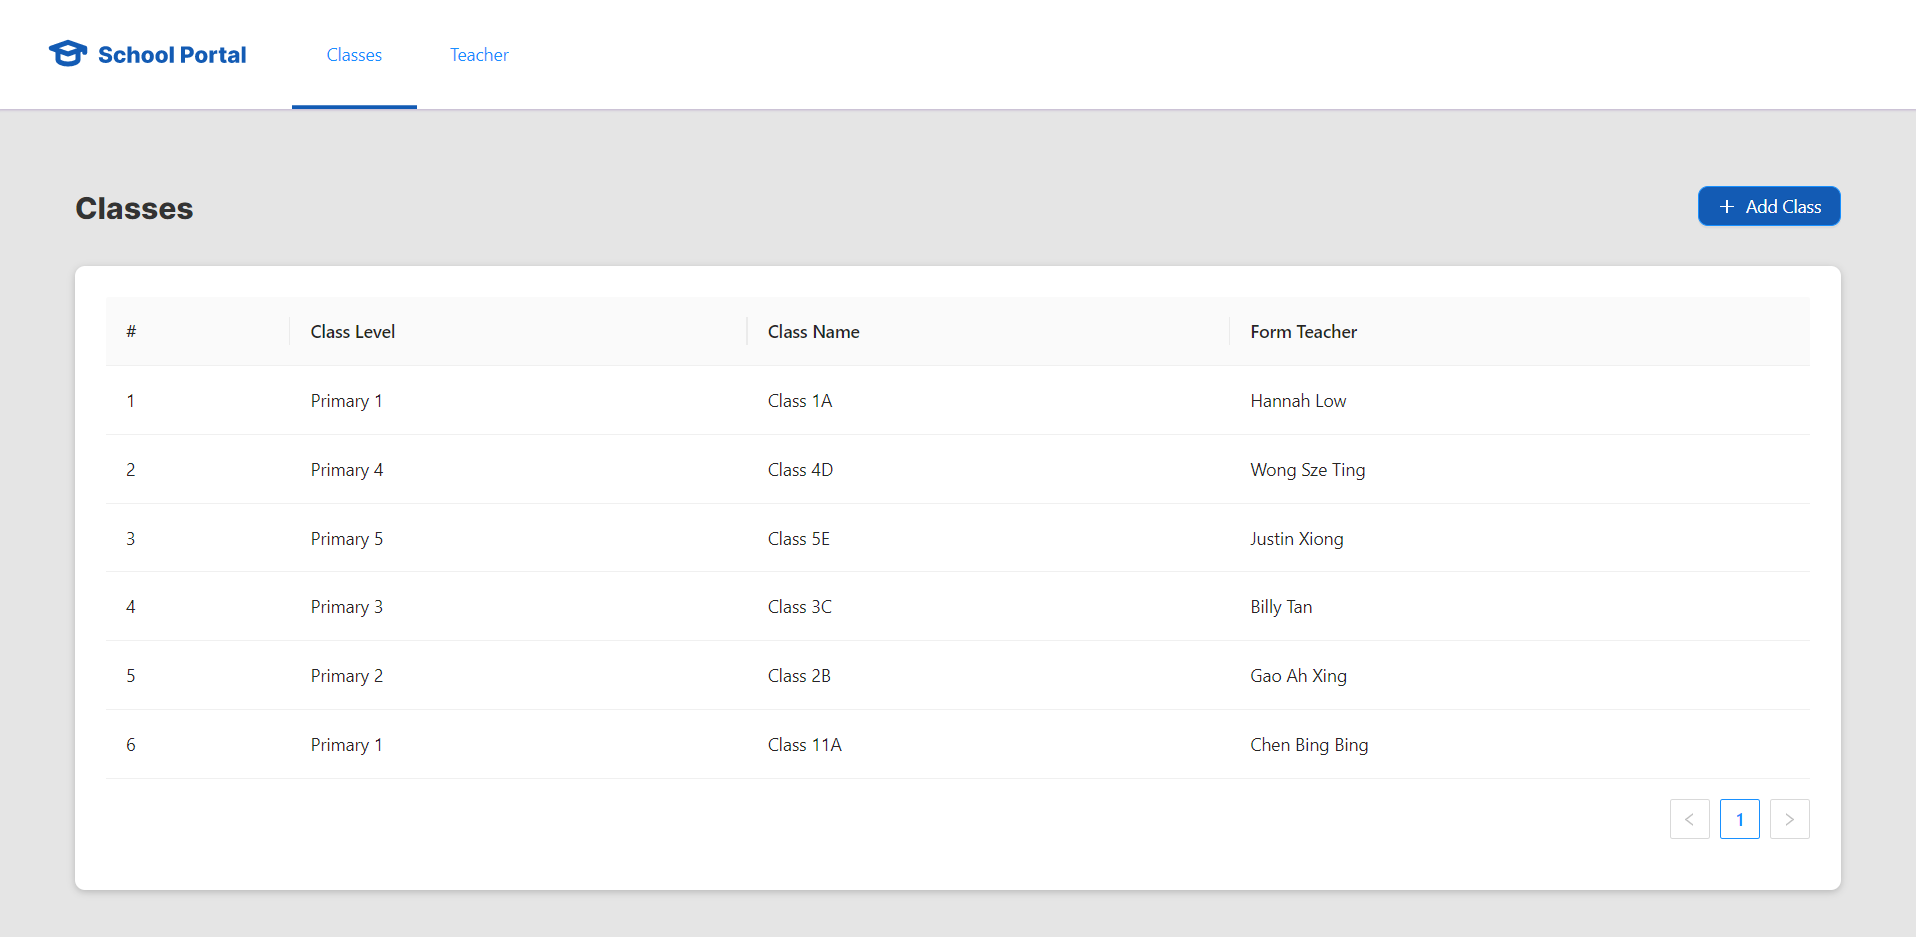 School Portal Classes Teacher
Classes
+ Add Class
# Class Level Class Name Form Teacher
1 Primary 1 Class 1A Hannah Low
2 Primary 4 Class 4D Wong Sze Ting
3 Primary 5 Class 5E Justin Xiong
4 Primary 3 Class 3C Billy Tan
5 Primary 2 Class 2B Gao Ah Xing
6 Primary 1 Class 11A Chen Bing Bing
< 1 >